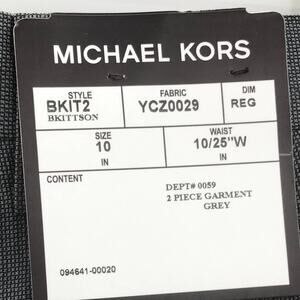 MICHAEL KORS
STYLE FABRIC DIM
BKIT2 YCZ0029 REG
BKITTSON
SIZE WAIST
10 10/25"W
IN IN
CONTENT
DEPT# 0059
2 PIECE GARMENT
GREY
094641-00020